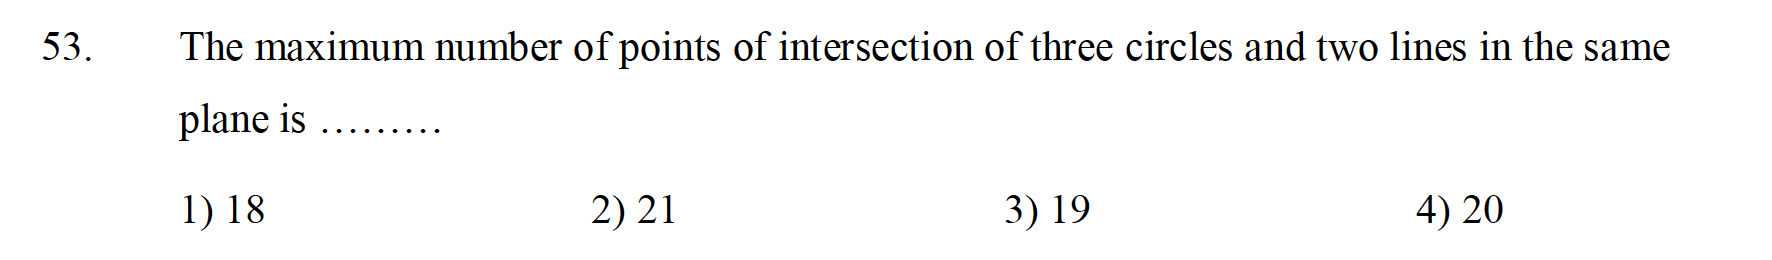 53. The maximum number of points of intersection of three circles and two lines in the same
plane is .........
1) 18 2) 21 3) 19 4) 20